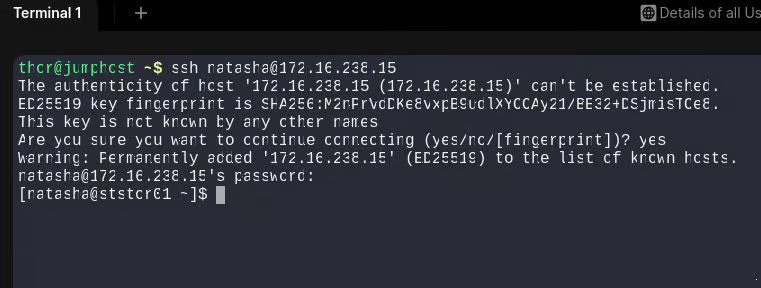 Terminal 1
Details of all Us
thor@jumphost ~$ ssh natasha@172.16.238.15
The authenticity of host '172.16.238.15 (172.16.238.15)' can't be established.
ED25519 key fingerprint is
This key is not known by any other names
Are you sure you want to continue connecting (yes/no/[fingerprint])? yes
Warning: Permanently added '172.16.238.15' (ED25519) to the list of known hosts.
natasha@172.16.238.15's password:
[natasha@ststor01 ~]$